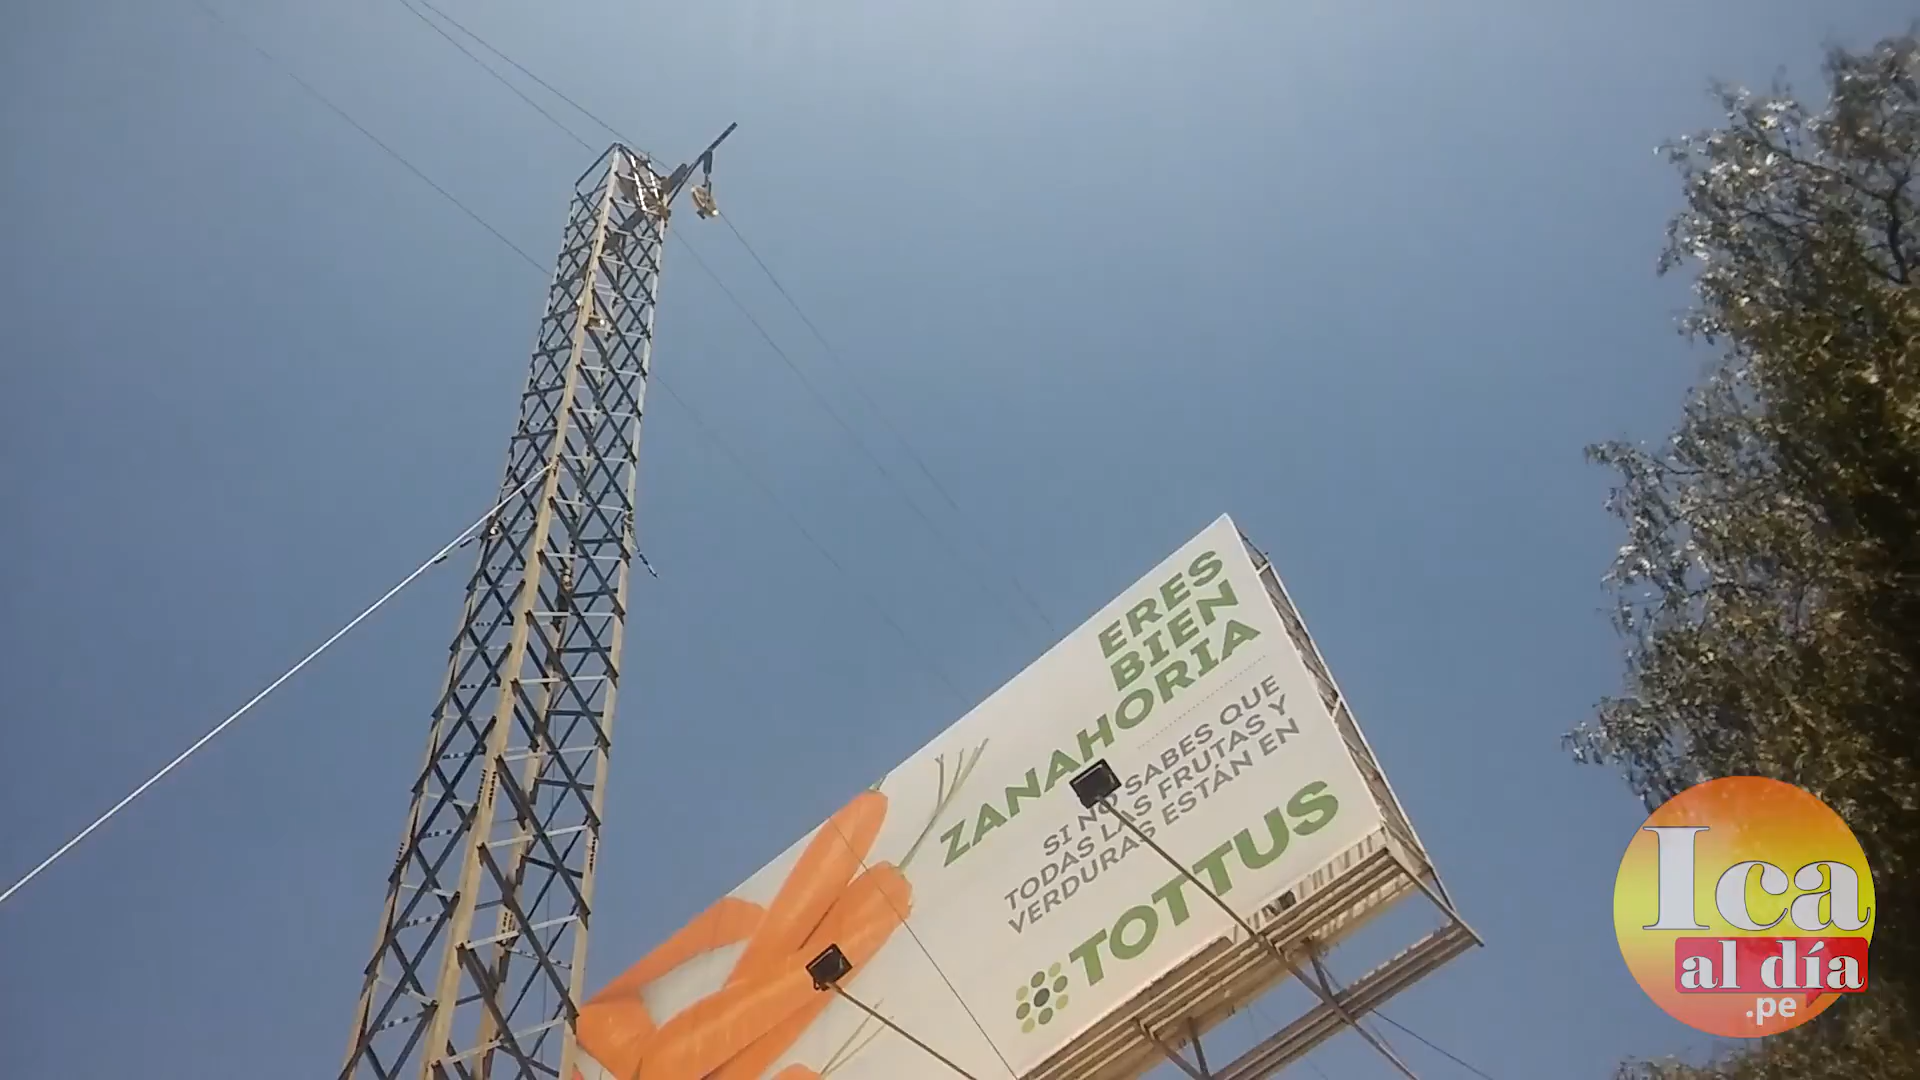 ERES
BIEN
ZANAHORIA
SI NO SABES QUE
TODAS LAS FRUTAS Y
VERDURAS ESTÁN EN
TOTTUS
Ica
al día
.pe